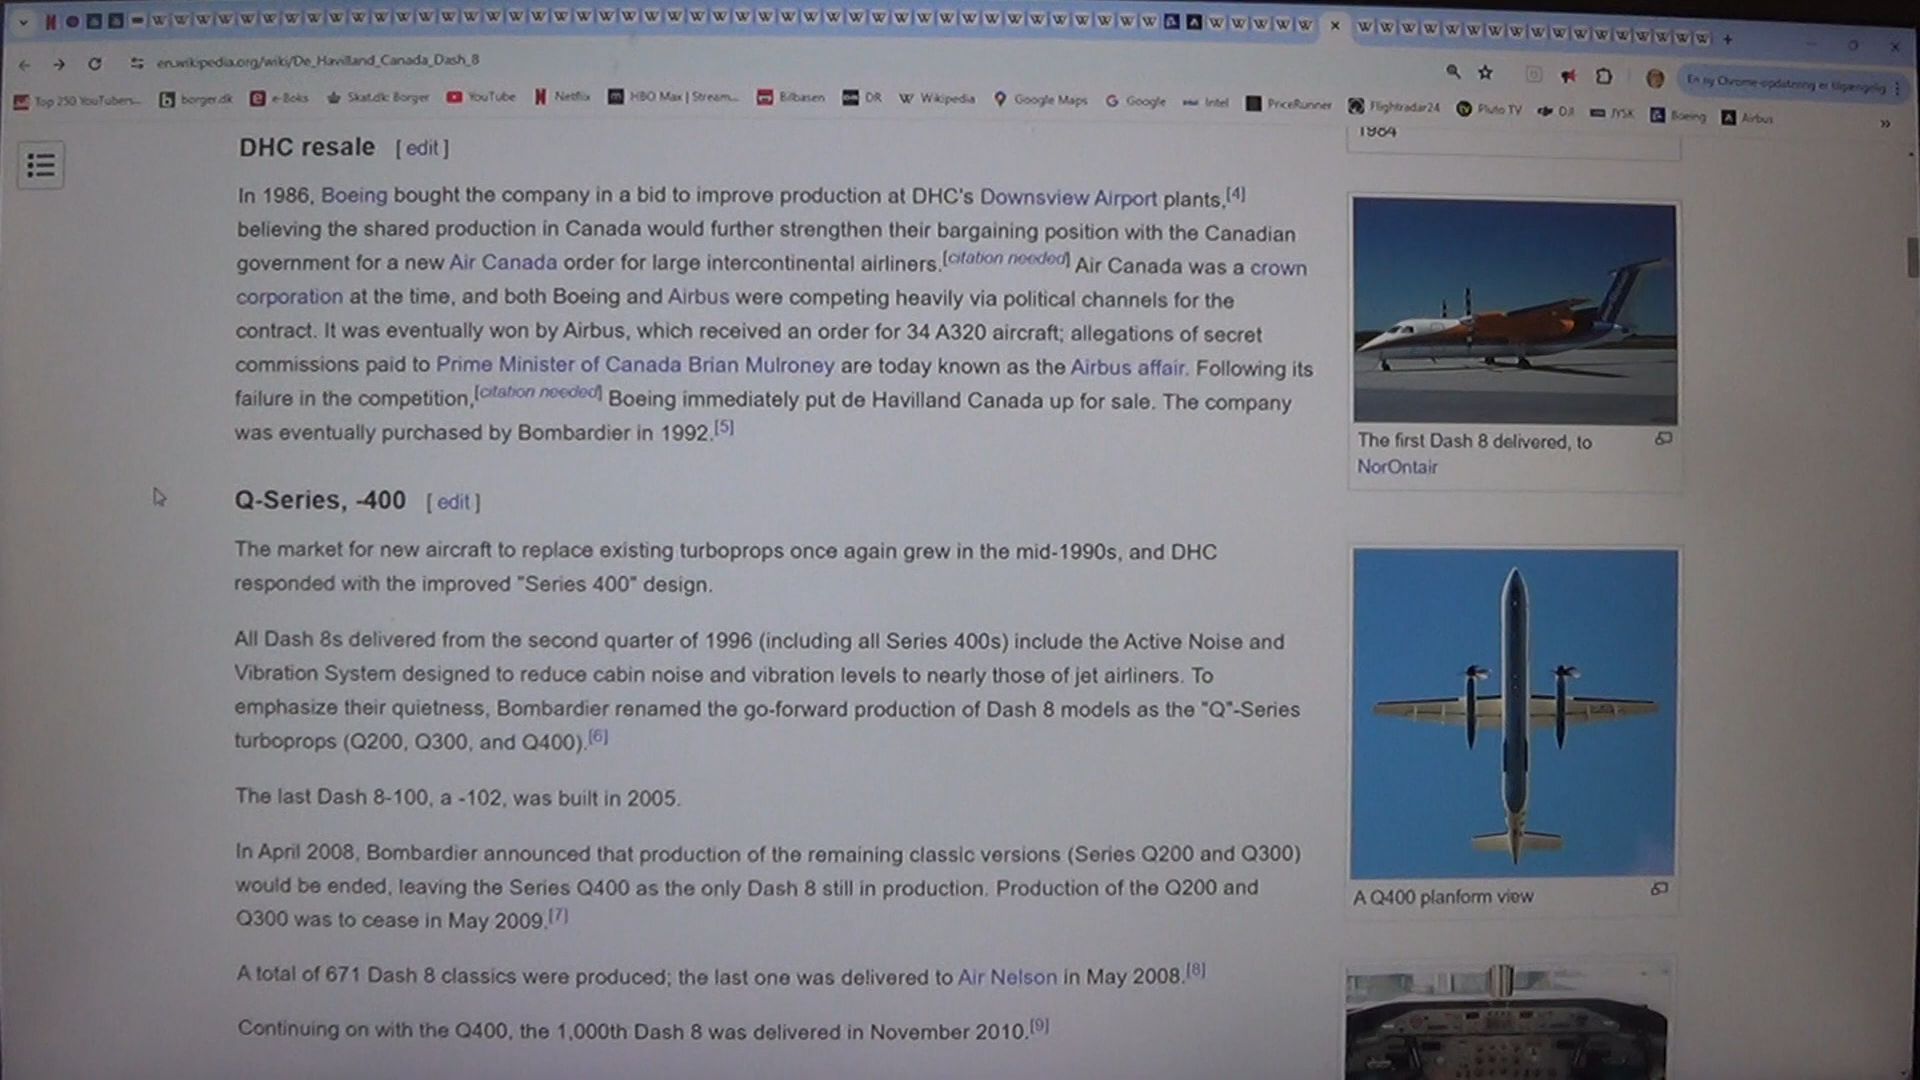 en.wikipedia.org/wiki/De_Havilland_Canada_Dash_8
En ny Chrome-opdatering er tilgængelig
Top 250 YouTubers... borger.dk e-Boks Skat.dk: Borger YouTube Netflix HBO Max | Stream... Bilbasen DR Wikipedia Google Maps Google Intel PriceRunner Flightradar24 Pluto TV DJI JYSK Boeing Airbus
1984
DHC resale [ edit ]
In 1986, Boeing bought the company in a bid to improve production at DHC's Downsview Airport plants,[4]
believing the shared production in Canada would further strengthen their bargaining position with the Canadian
government for a new Air Canada order for large intercontinental airliners.[citation needed] Air Canada was a crown
corporation at the time, and both Boeing and Airbus were competing heavily via political channels for the
contract. It was eventually won by Airbus, which received an order for 34 A320 aircraft; allegations of secret
commissions paid to Prime Minister of Canada Brian Mulroney are today known as the Airbus affair. Following its
failure in the competition,[citation needed] Boeing immediately put de Havilland Canada up for sale. The company
was eventually purchased by Bombardier in 1992.[5]
The first Dash 8 delivered, to
NorOntair
Q-Series, -400 [ edit ]
The market for new aircraft to replace existing turboprops once again grew in the mid-1990s, and DHC
responded with the improved "Series 400" design.
All Dash 8s delivered from the second quarter of 1996 (including all Series 400s) include the Active Noise and
Vibration System designed to reduce cabin noise and vibration levels to nearly those of jet airliners. To
emphasize their quietness, Bombardier renamed the go-forward production of Dash 8 models as the "Q"-Series
turboprops (Q200, Q300, and Q400).[6]
The last Dash 8-100, a -102, was built in 2005.
In April 2008, Bombardier announced that production of the remaining classic versions (Series Q200 and Q300)
would be ended, leaving the Series Q400 as the only Dash 8 still in production. Production of the Q200 and
Q300 was to cease in May 2009.[7]
A Q400 planform view
A total of 671 Dash 8 classics were produced; the last one was delivered to Air Nelson in May 2008.[8]
Continuing on with the Q400, the 1,000th Dash 8 was delivered in November 2010.[9]